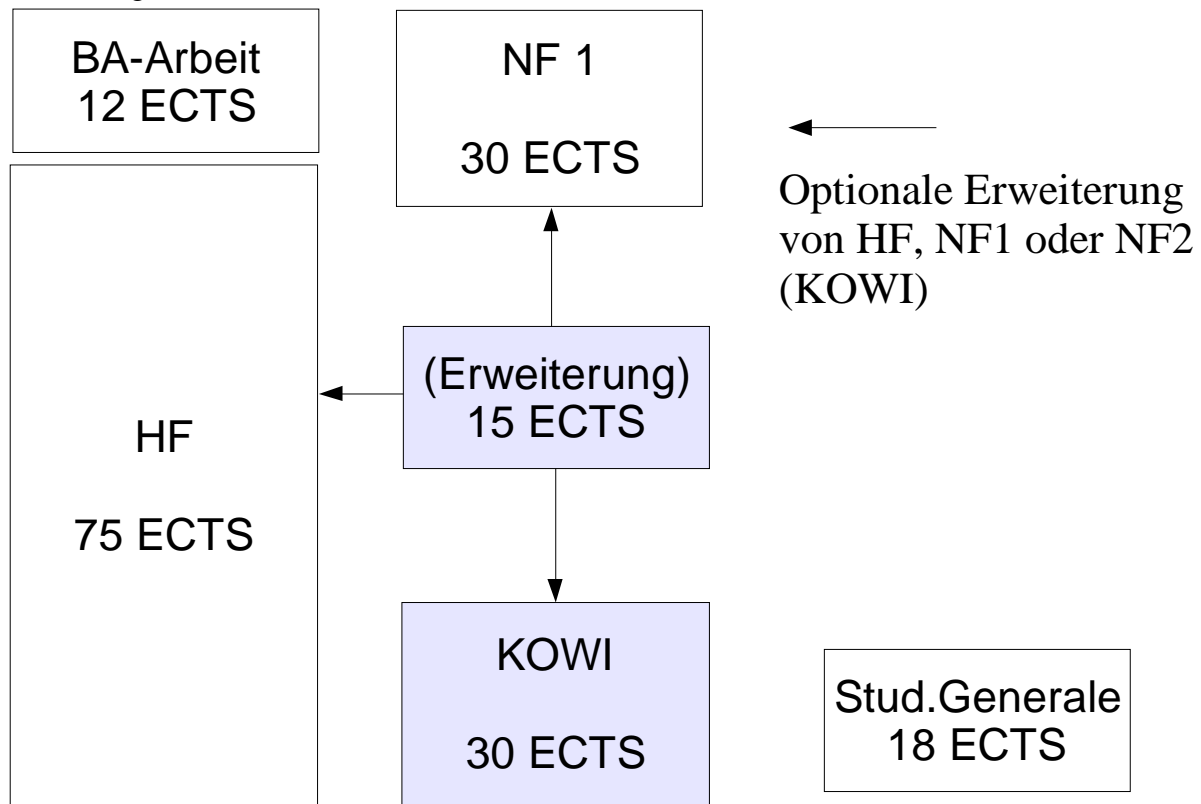 BA-Arbeit
12 ECTS
NF 1
30 ECTS
Optionale Erweiterung
von HF, NF1 oder NF2
(KOWI)
(Erweiterung)
15 ECTS
HF
75 ECTS
KOWI
30 ECTS
Stud.Generale
18 ECTS